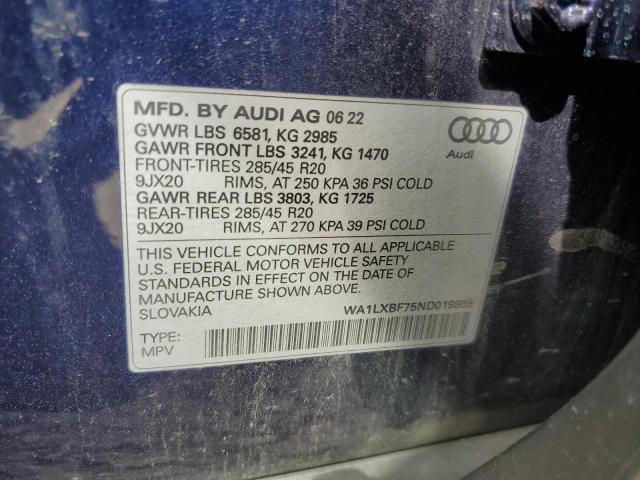 MFD. BY AUDI AG 06 22
GVWR LBS 6581, KG 2985
GAWR FRONT LBS 3241, KG 1470
FRONT-TIRES 285/45 R20
9JX20 RIMS, AT 250 KPA 36 PSI COLD
GAWR REAR LBS 3803, KG 1725
REAR-TIRES 285/45 R20
9JX20 RIMS, AT 270 KPA 39 PSI COLD
Audi
THIS VEHICLE CONFORMS TO ALL APPLICABLE
U.S. FEDERAL MOTOR VEHICLE SAFETY
STANDARDS IN EFFECT ON THE DATE OF
MANUFACTURE SHOWN ABOVE.
SLOVAKIA
TYPE:
MPV